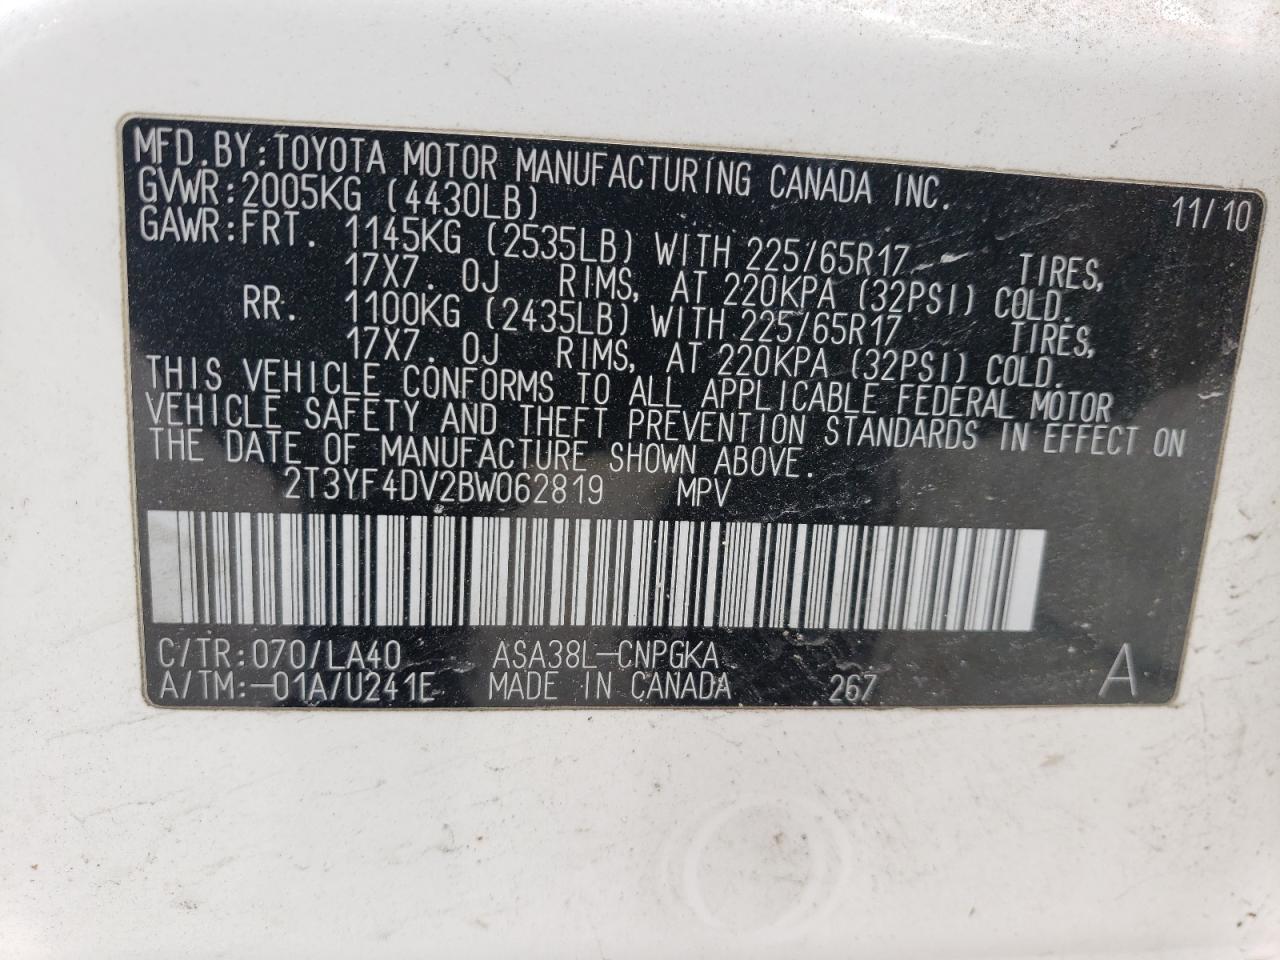 MFD.BY:TOYOTA MOTOR MANUFACTURING CANADA INC.
GVWR:2005KG (4430LB) 11/10
GAWR:FRT. 1145KG (2535LB) WITH 225/65R17 TIRES,
17X7.0J RIMS, AT 220KPA (32PSI) COLD.
RR. 1100KG (2435LB) WITH 225/65R17 TIRES,
17X7.0J RIMS, AT 220KPA (32PSI) COLD.
THIS VEHICLE CONFORMS TO ALL APPLICABLE FEDERAL MOTOR
VEHICLE SAFETY AND THEFT PREVENTION STANDARDS IN EFFECT ON
THE DATE OF MANUFACTURE SHOWN ABOVE.
2T3YF4DV2BW062819 MPV
C/TR:070/LA40 ASA38L-CNPGKA
A/TM:-01A/U241E MADE IN CANADA 267 A